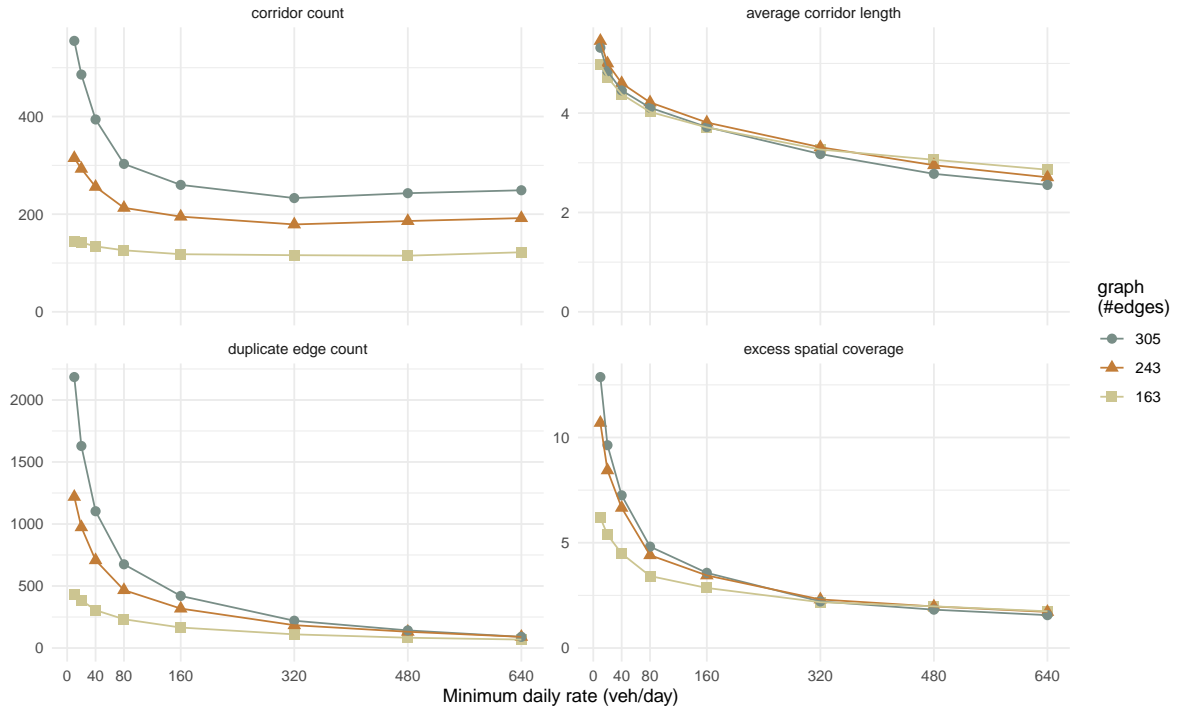 corridor count
average corridor length
400
200
0
4
2
0
duplicate edge count
excess spatial coverage
2000
1500
1000
500
0
10
5
0
0 40 80 160 320 480 640
0 40 80 160 320 480 640
Minimum daily rate (veh/day)
graph
(#edges)
305
243
163